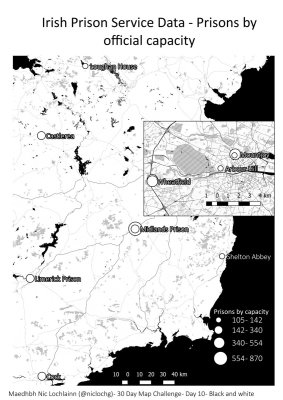 Irish Prison Service Data - Prisons by
official capacity
Loughan House
Castlerea
Mountjoy
Arbour Hill
Wheatfield
1 0 1 2 3 4 km
Midlands Prison
Shelton Abbey
Limerick Prison
Prisons by capacity
105- 142
142- 340
340- 554
554- 870
Cork
10 0 10 20 30 40 km
Maedhbh Nic Lochlainn (@niclochg)- 30 Day Map Challenge- Day 10- Black and white